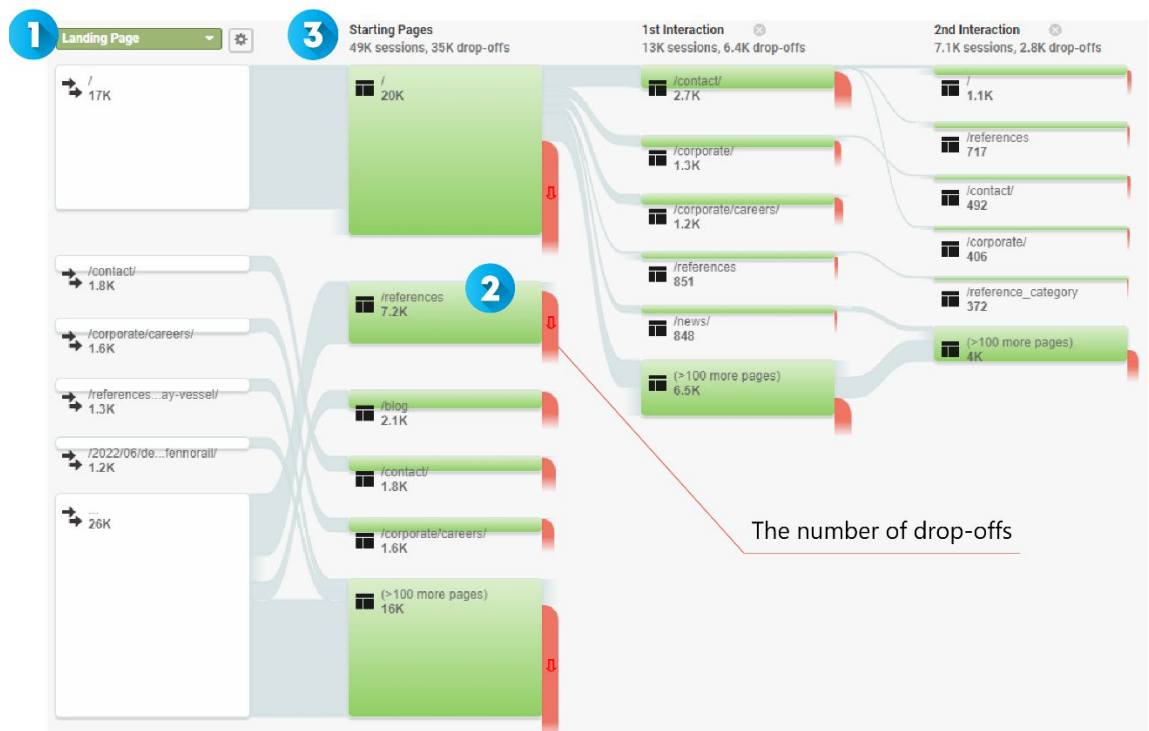 1
Landing Page
3
Starting Pages
49K sessions, 35K drop-offs
1st Interaction
13K sessions, 6.4K drop-offs
2nd Interaction
7.1K sessions, 2.8K drop-offs
/
17K
/contact/
1.8K
/corporate/careers/
1.6K
/references...ay-vessel/
1.3K
/2022/06/de...fennorail/
1.2K
...
26K
/
20K
2
/references
7.2K
/blog
2.1K
/contact/
1.8K
/corporate/careers/
1.6K
(>100 more pages)
16K
/contact/
2.7K
/corporate/
1.3K
/corporate/careers/
1.2K
/references
851
/news/
848
(>100 more pages)
6.5K
/
1.1K
/references
717
/contact/
492
/corporate/
406
/reference_category
372
(>100 more pages)
4K
The number of drop-offs